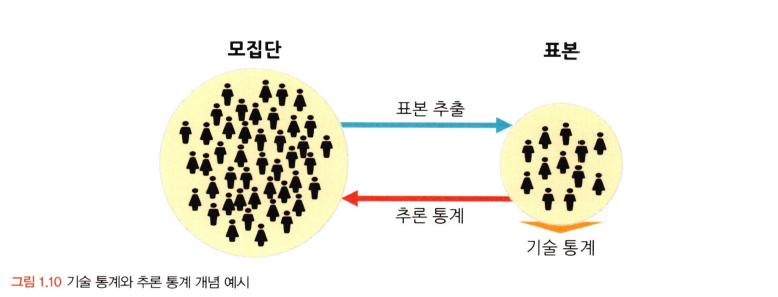 모집단
표본
표본 추출
추론 통계
기술 통계
그림 1.10 기술 통계와 추론 통계 개념 예시